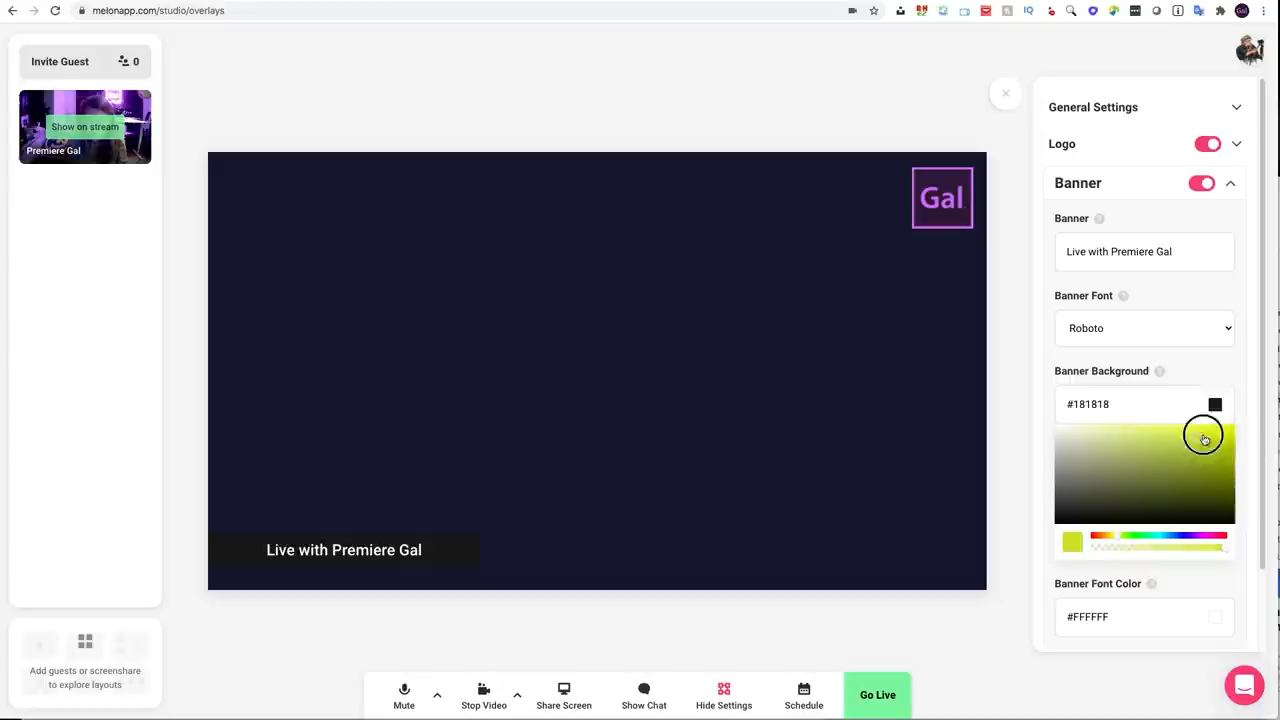 melonapp.com/studio/overlays
Gal
Invite Guest 0
Show on stream
Premiere Gal
Gal
Live with Premiere Gal
Add guests or screenshare
to explore layouts
General Settings
Logo
Banner
Banner
Live with Premiere Gal
Banner Font
Roboto
Banner Background
#181818
Banner Font Color
#FFFFFF
Mute
Stop Video
Share Screen
Show Chat
Hide Settings
Schedule
Go Live